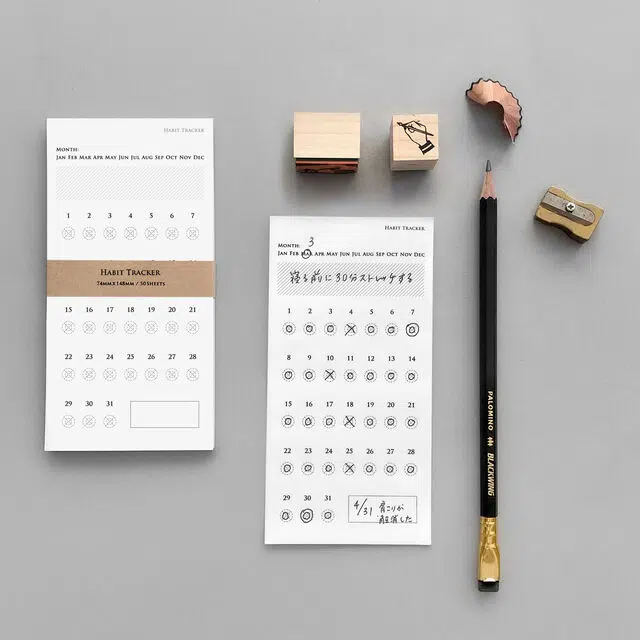 HABIT TRACKER
MONTH:
JAN FEB MAR APR MAY JUN JUL AUG SEP OCT NOV DEC
1 2 3 4 5 6 7
HABIT TRACKER
74MMX148MM / 50 SHEETS
15 16 17 18 19 20 21
22 23 24 25 26 27 28
29 30 31
HABIT TRACKER
MONTH: 3
JAN FEB MAR APR MAY JUN JUL AUG SEP OCT NOV DEC
寝る前に30分ストレッチする
1 2 3 4 5 6 7
8 9 10 11 12 13 14
15 16 17 18 19 20 21
22 23 24 25 26 27 28
29 30 31
4/31 肩こりが
解消した
PALOMINO BLACKWING